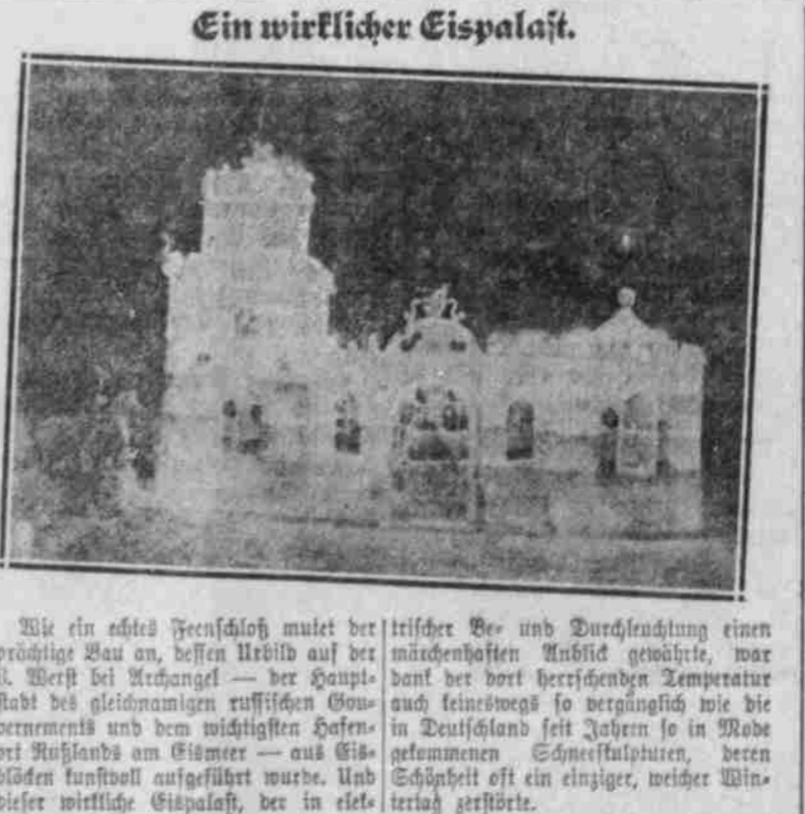 Ein wirklicher Eispalast.
Wie ein echtes Feenschloß mutet der
prächtige Bau an, dessen Urbild auf der
8. Werst bei Archangel — der Haupt-
stadt des gleichnamigen russischen Gou-
vernements und dem wichtigsten Hafen-
ort Rußlands am Eismeer — aus Eis-
blöcken kunstvoll aufgeführt wurde. Und
dieser wirkliche Eispalast, der in elek-
trischer Be- und Durchleuchtung einen
märchenhaften Anblick gewährte, war
dank der dort herrschenden Temperatur
auch keineswegs so vergänglich wie die
in Deutschland seit Jahren so in Mode
gekommenen Schneeskulpturen, deren
Schönheit oft ein einziger, weicher Win-
tertag zerstörte.